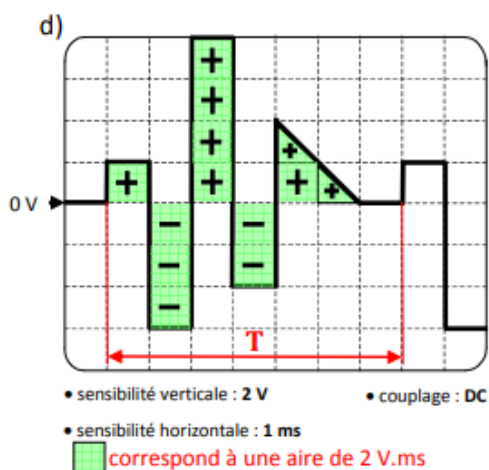 d)
+
+
+
+
+
+
+
+
0 V
−
−
−
−
−
T
• sensibilité verticale : 2 V
• couplage : DC
• sensibilité horizontale : 1 ms
correspond à une aire de 2 V.ms